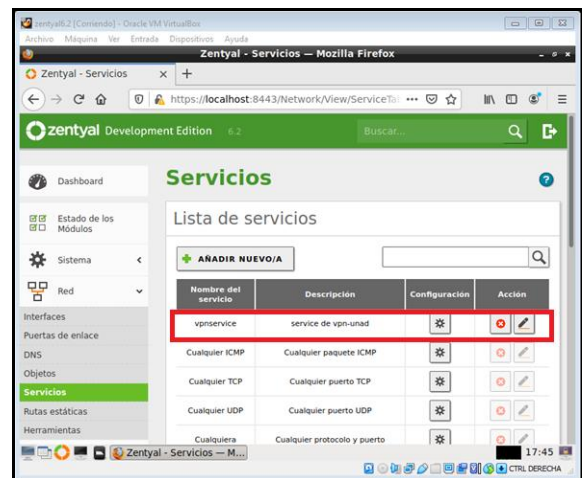 zentyal6.2 [Corriendo] - Oracle VM VirtualBox
Archivo Máquina Ver Entrada Dispositivos Ayuda
Zentyal - Servicios — Mozilla Firefox
Zentyal - Servicios
https://localhost:8443/Network/View/ServiceTa
zentyal Development Edition 6.2
Buscar...
Dashboard
Estado de los Módulos
Sistema
Red
Interfaces
Puertas de enlace
DNS
Objetos
Servicios
Rutas estáticas
Herramientas
Servicios
Lista de servicios
AÑADIR NUEVO/A
Nombre del servicio Descripción Configuración Acción
vpnservice service de vpn-unad
Cualquier ICMP Cualquier paquete ICMP
Cualquier TCP Cualquier puerto TCP
Cualquier UDP Cualquier puerto UDP
Cualquiera Cualquier protocolo y puerto
Zentyal - Servicios — M...
17:45
CTRL DERECHA